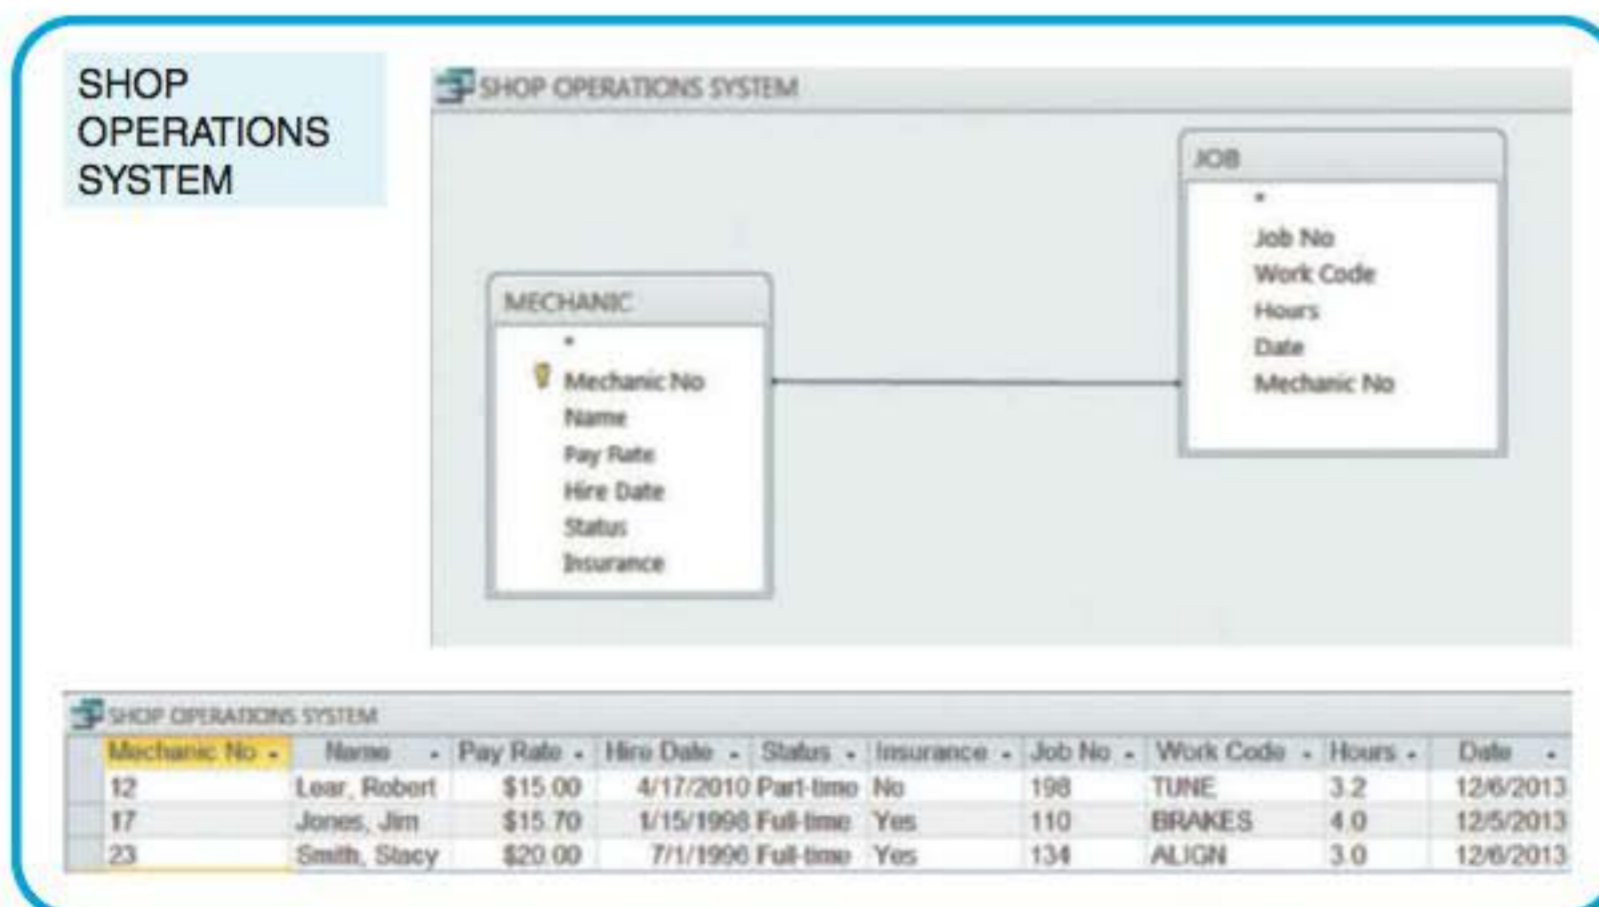 SHOP
OPERATIONS
SYSTEM
SHOP OPERATIONS SYSTEM
JOB
*
Job No
Work Code
Hours
Date
Mechanic No
MECHANIC
*
Mechanic No
Name
Pay Rate
Hire Date
Status
Insurance
SHOP OPERATIONS SYSTEM
Mechanic No Name Pay Rate Hire Date Status Insurance Job No Work Code Hours Date
12 Lear, Robert $15.00 4/17/2010 Part-time No 198 TUNE 3.2 12/6/2013
17 Jones, Jim $15.70 1/15/1998 Full-time Yes 110 BRAKES 4.0 12/5/2013
23 Smith, Stacy $20.00 7/1/1996 Full-time Yes 134 ALIGN 3.0 12/6/2013